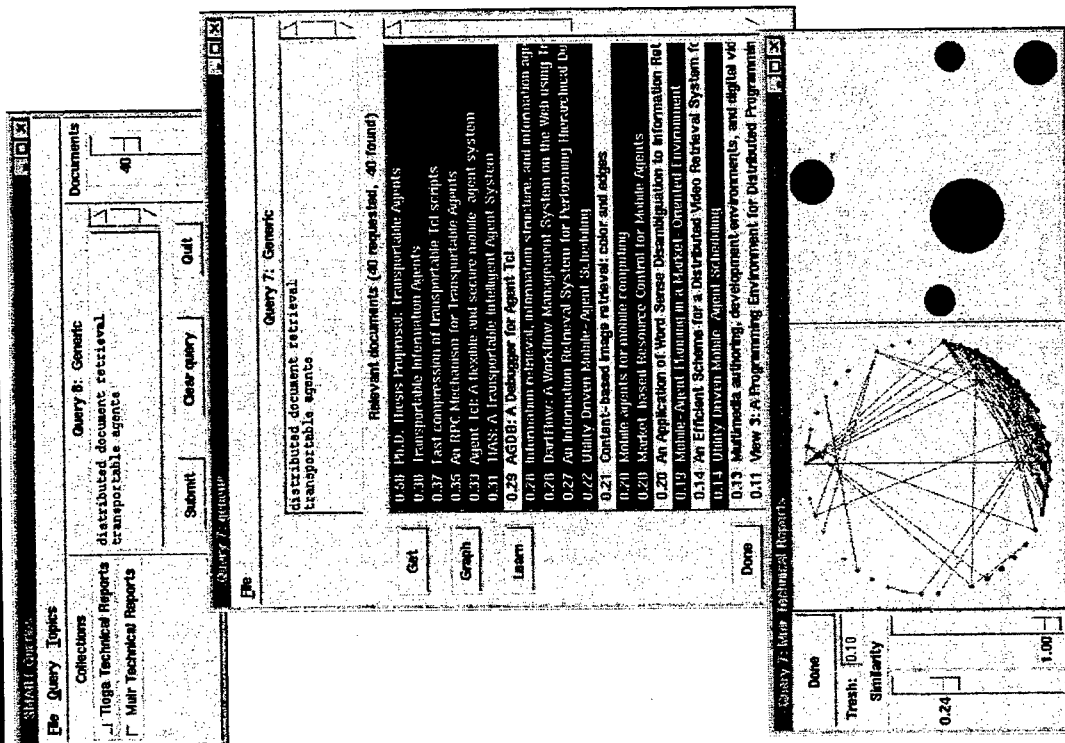 SMART Queries
File Query Topics
Collections
Tioga Technical Reports
Muir Technical Reports
Query 8: Generic
distributed document retrieval
transportable agents
Documents
40
Submit
Clear query
Quit
Query 7: generic
File
Query 7: Generic
distributed document retrieval
transportable agents
Relevant documents (40 requested, 40 found)
Get
Graph
Learn
Done
0.50 Ph.D. Thesis Proposal: Transportable Agents
0.38 Transportable Information Agents
0.37 Fast compression of transportable Tcl scripts
0.35 An RPC Mechanism for Transportable Agents
0.33 Agent Tcl: A flexible and secure mobile-agent system
0.31 TIAS: A Transportable Intelligent Agent System
0.29 AGDB: A Debugger for Agent Tcl
0.28 Information retrieval, information structure, and information age
0.28 DartFlow: A Workflow Management System on the Web using Tr
0.27 An Information Retrieval System for Performing Hierarchical Do
0.22 Utility Driven Mobile-Agent Scheduling
0.21 Content-based image retrieval: color and edges
0.20 Mobile agents for mobile computing
0.20 Market-based Resource Control for Mobile Agents
0.20 An Application of Word Sense Disambiguation to Information Ret
0.19 Mobile-Agent Planning in a Market-Oriented Environment
0.14 An Efficient Scheme for a Distributed Video Retrieval System fo
0.14 Utility Driven Mobile-Agent Scheduling
0.13 Multimedia authoring, development environments, and digital vid
0.11 View 3: A Programming Environment for Distributed Programmin
Query 7: Muir Technical Reports
Done
Tresh: 0.10
Similarity
0.24
1.00